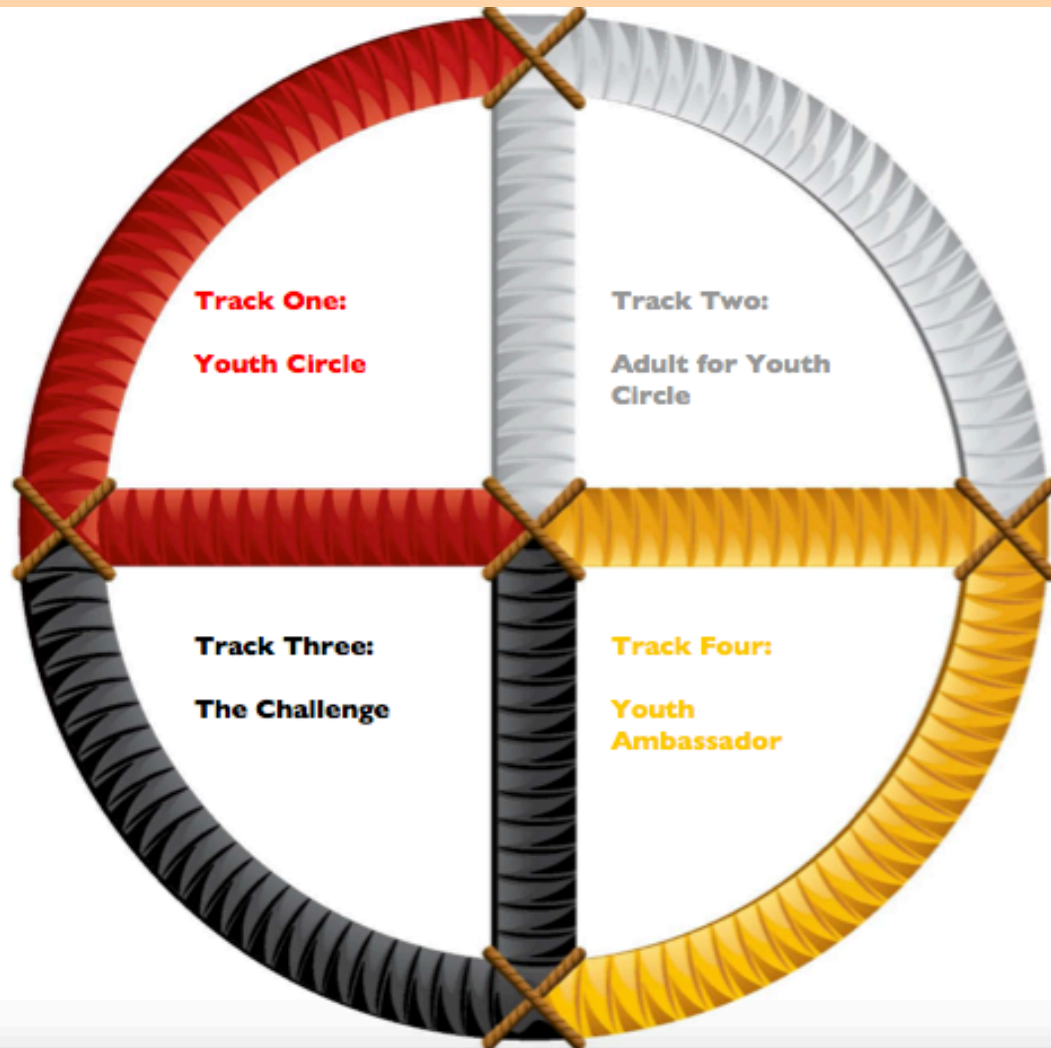 Track One:
Youth Circle
Track Two:
Adult for Youth
Circle
Track Three:
The Challenge
Track Four:
Youth
Ambassador